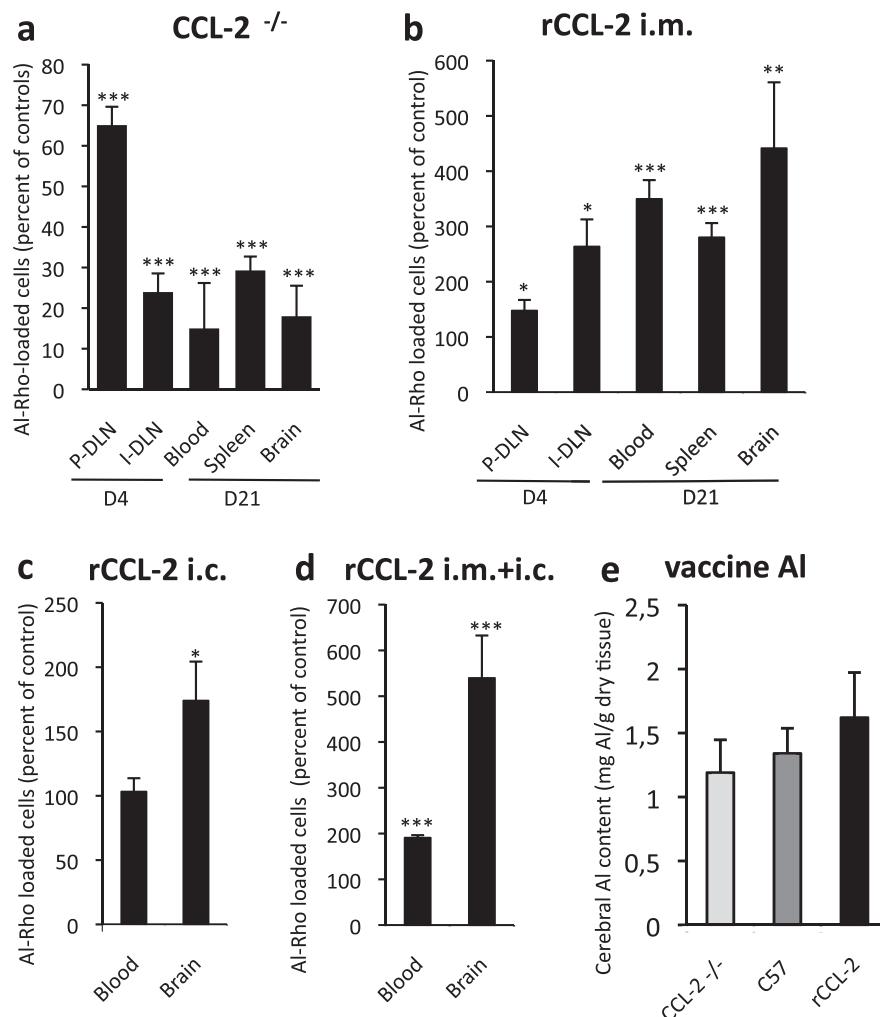 a CCL-2 -/-
Al-Rho-loaded cells (percent of controls)
80
70
60
50
40
30
20
10
0
*** *** *** *** ***
P-DLN I-DLN Blood Spleen Brain
D4 D21
b rCCL-2 i.m.
Al-Rho loaded cells (percent of control)
600
500
400
300
200
100
0
* * *** *** **
P-DLN I-DLN Blood Spleen Brain
D4 D21
c rCCL-2 i.c.
Al-Rho loaded cells (percent of control)
250
200
150
100
50
0
*
Blood Brain
d rCCL-2 i.m.+i.c.
Al-Rho loaded cells (percent of control)
700
600
500
400
300
200
100
0
*** ***
Blood Brain
e vaccine Al
Cerebral Al content (mg Al/g dry tissue)
2,5
2
1,5
1
0,5
0
CCL-2 -/- C57 rCCL-2